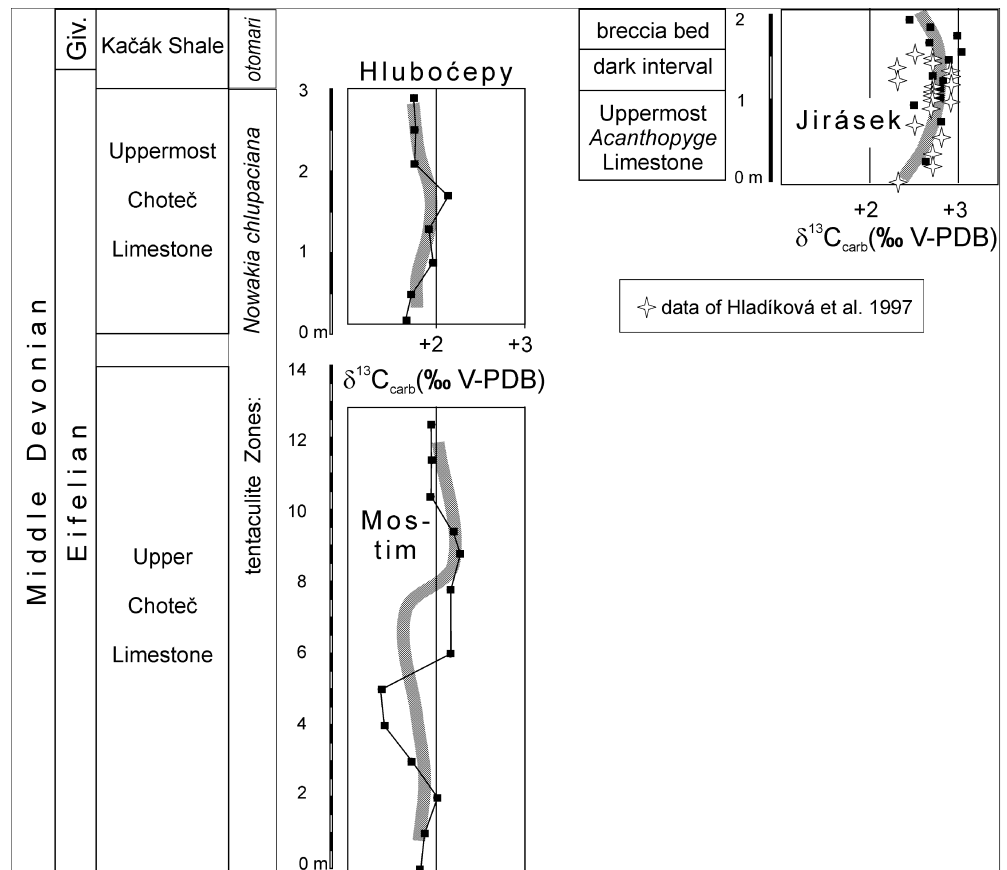 Middle Devonian
Eifelian
Giv.
Kačák Shale
otomari
Uppermost
Choteč
Limestone
Nowakia chlupaciana
Upper
Choteč
Limestone
tentaculite Zones:
Hluboćepy
3
2
1
0 m
+2
+3
δ13Ccarb(‰ V-PDB)
14
12
10
8
6
4
2
0 m
Mos-
tim
breccia bed
dark interval
Uppermost
Acanthopyge
Limestone
2
1
0 m
Jirásek
+2
+3
δ13Ccarb(‰ V-PDB)
data of Hladíková et al. 1997